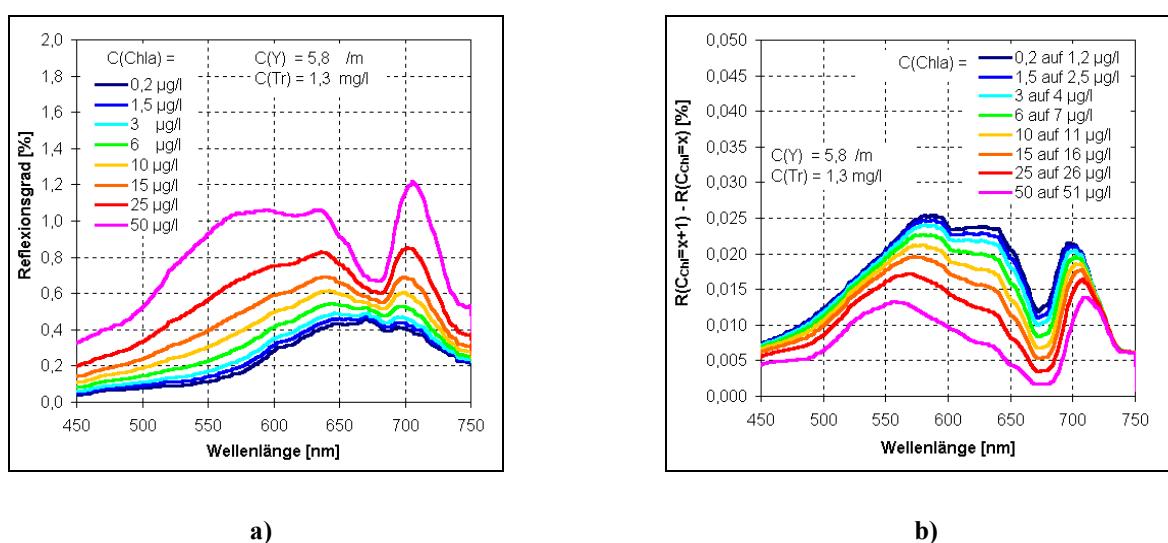 C(Chla) =
C(Y) = 5,8 /m
C(Tr) = 1,3 mg/l
0,2 µg/l
1,5 µg/l
3 µg/l
6 µg/l
10 µg/l
15 µg/l
25 µg/l
50 µg/l
Reflexionsgrad [%]
2,0
1,8
1,6
1,4
1,2
1,0
0,8
0,6
0,4
0,2
0,0
450 500 550 600 650 700 750
Wellenlänge [nm]
a)
C(Chla) =
0,2 auf 1,2 µg/l
1,5 auf 2,5 µg/l
3 auf 4 µg/l
6 auf 7 µg/l
10 auf 11 µg/l
15 auf 16 µg/l
25 auf 26 µg/l
50 auf 51 µg/l
C(Y) = 5,8 /m
C(Tr) = 1,3 mg/l
R(CChl=x+1) - R(CChl=x) [%]
0,050
0,045
0,040
0,035
0,030
0,025
0,020
0,015
0,010
0,005
0,000
450 500 550 600 650 700 750
Wellenlänge [nm]
b)